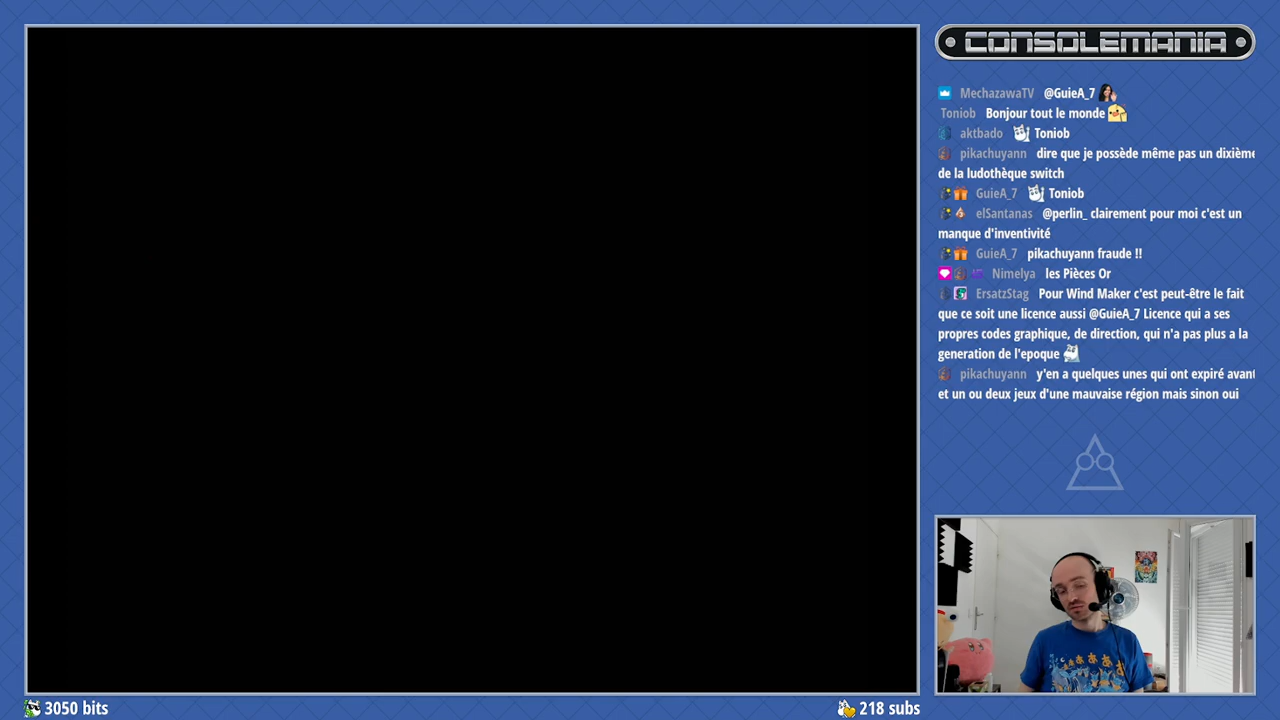 CONSOLEMANIA
MechazawaTV @GuieA_7
Toniob Bonjour tout le monde
aktbado Toniob
pikachuyann dire que je possède même pas un dixième
de la ludothèque switch
GuieA_7 Toniob
elSantanas @perlin_ clairement pour moi c'est un
manque d'inventivité
GuieA_7 pikachuyann fraude !!
Nimelya les Pièces Or
ErsatzStag Pour Wind Maker c'est peut-être le fait
que ce soit une licence aussi @GuieA_7 Licence qui a ses
propres codes graphique, de direction, qui n'a pas plus a la
generation de l'epoque
pikachuyann y'en a quelques unes qui ont expiré avant
et un ou deux jeux d'une mauvaise région mais sinon oui
3050 bits
218 subs